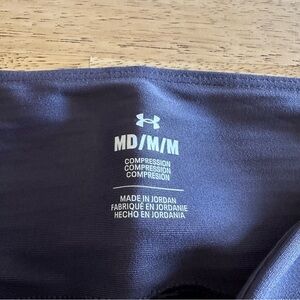 MD/M/M
COMPRESSION
COMPRESSION
COMPRESIÓN
MADE IN JORDAN
FABRIQUÉ EN JORDANIE
HECHO EN JORDANIA